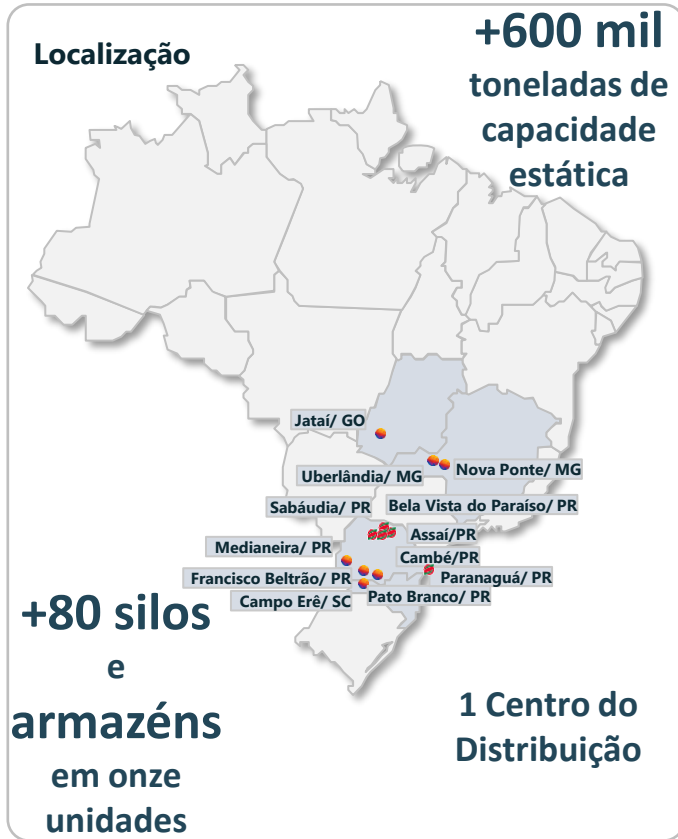 Localização
+600 mil
toneladas de
capacidade
estática
Jataí/ GO
Uberlândia/ MG
Nova Ponte/ MG
Sabáudia/ PR
Bela Vista do Paraíso/ PR
Assaí/PR
Medianeira/ PR
Cambé/PR
Francisco Beltrão/ PR
Paranaguá/ PR
Campo Erê/ SC
Pato Branco/ PR
+80 silos
e
armazéns
em onze
unidades
1 Centro do
Distribuição